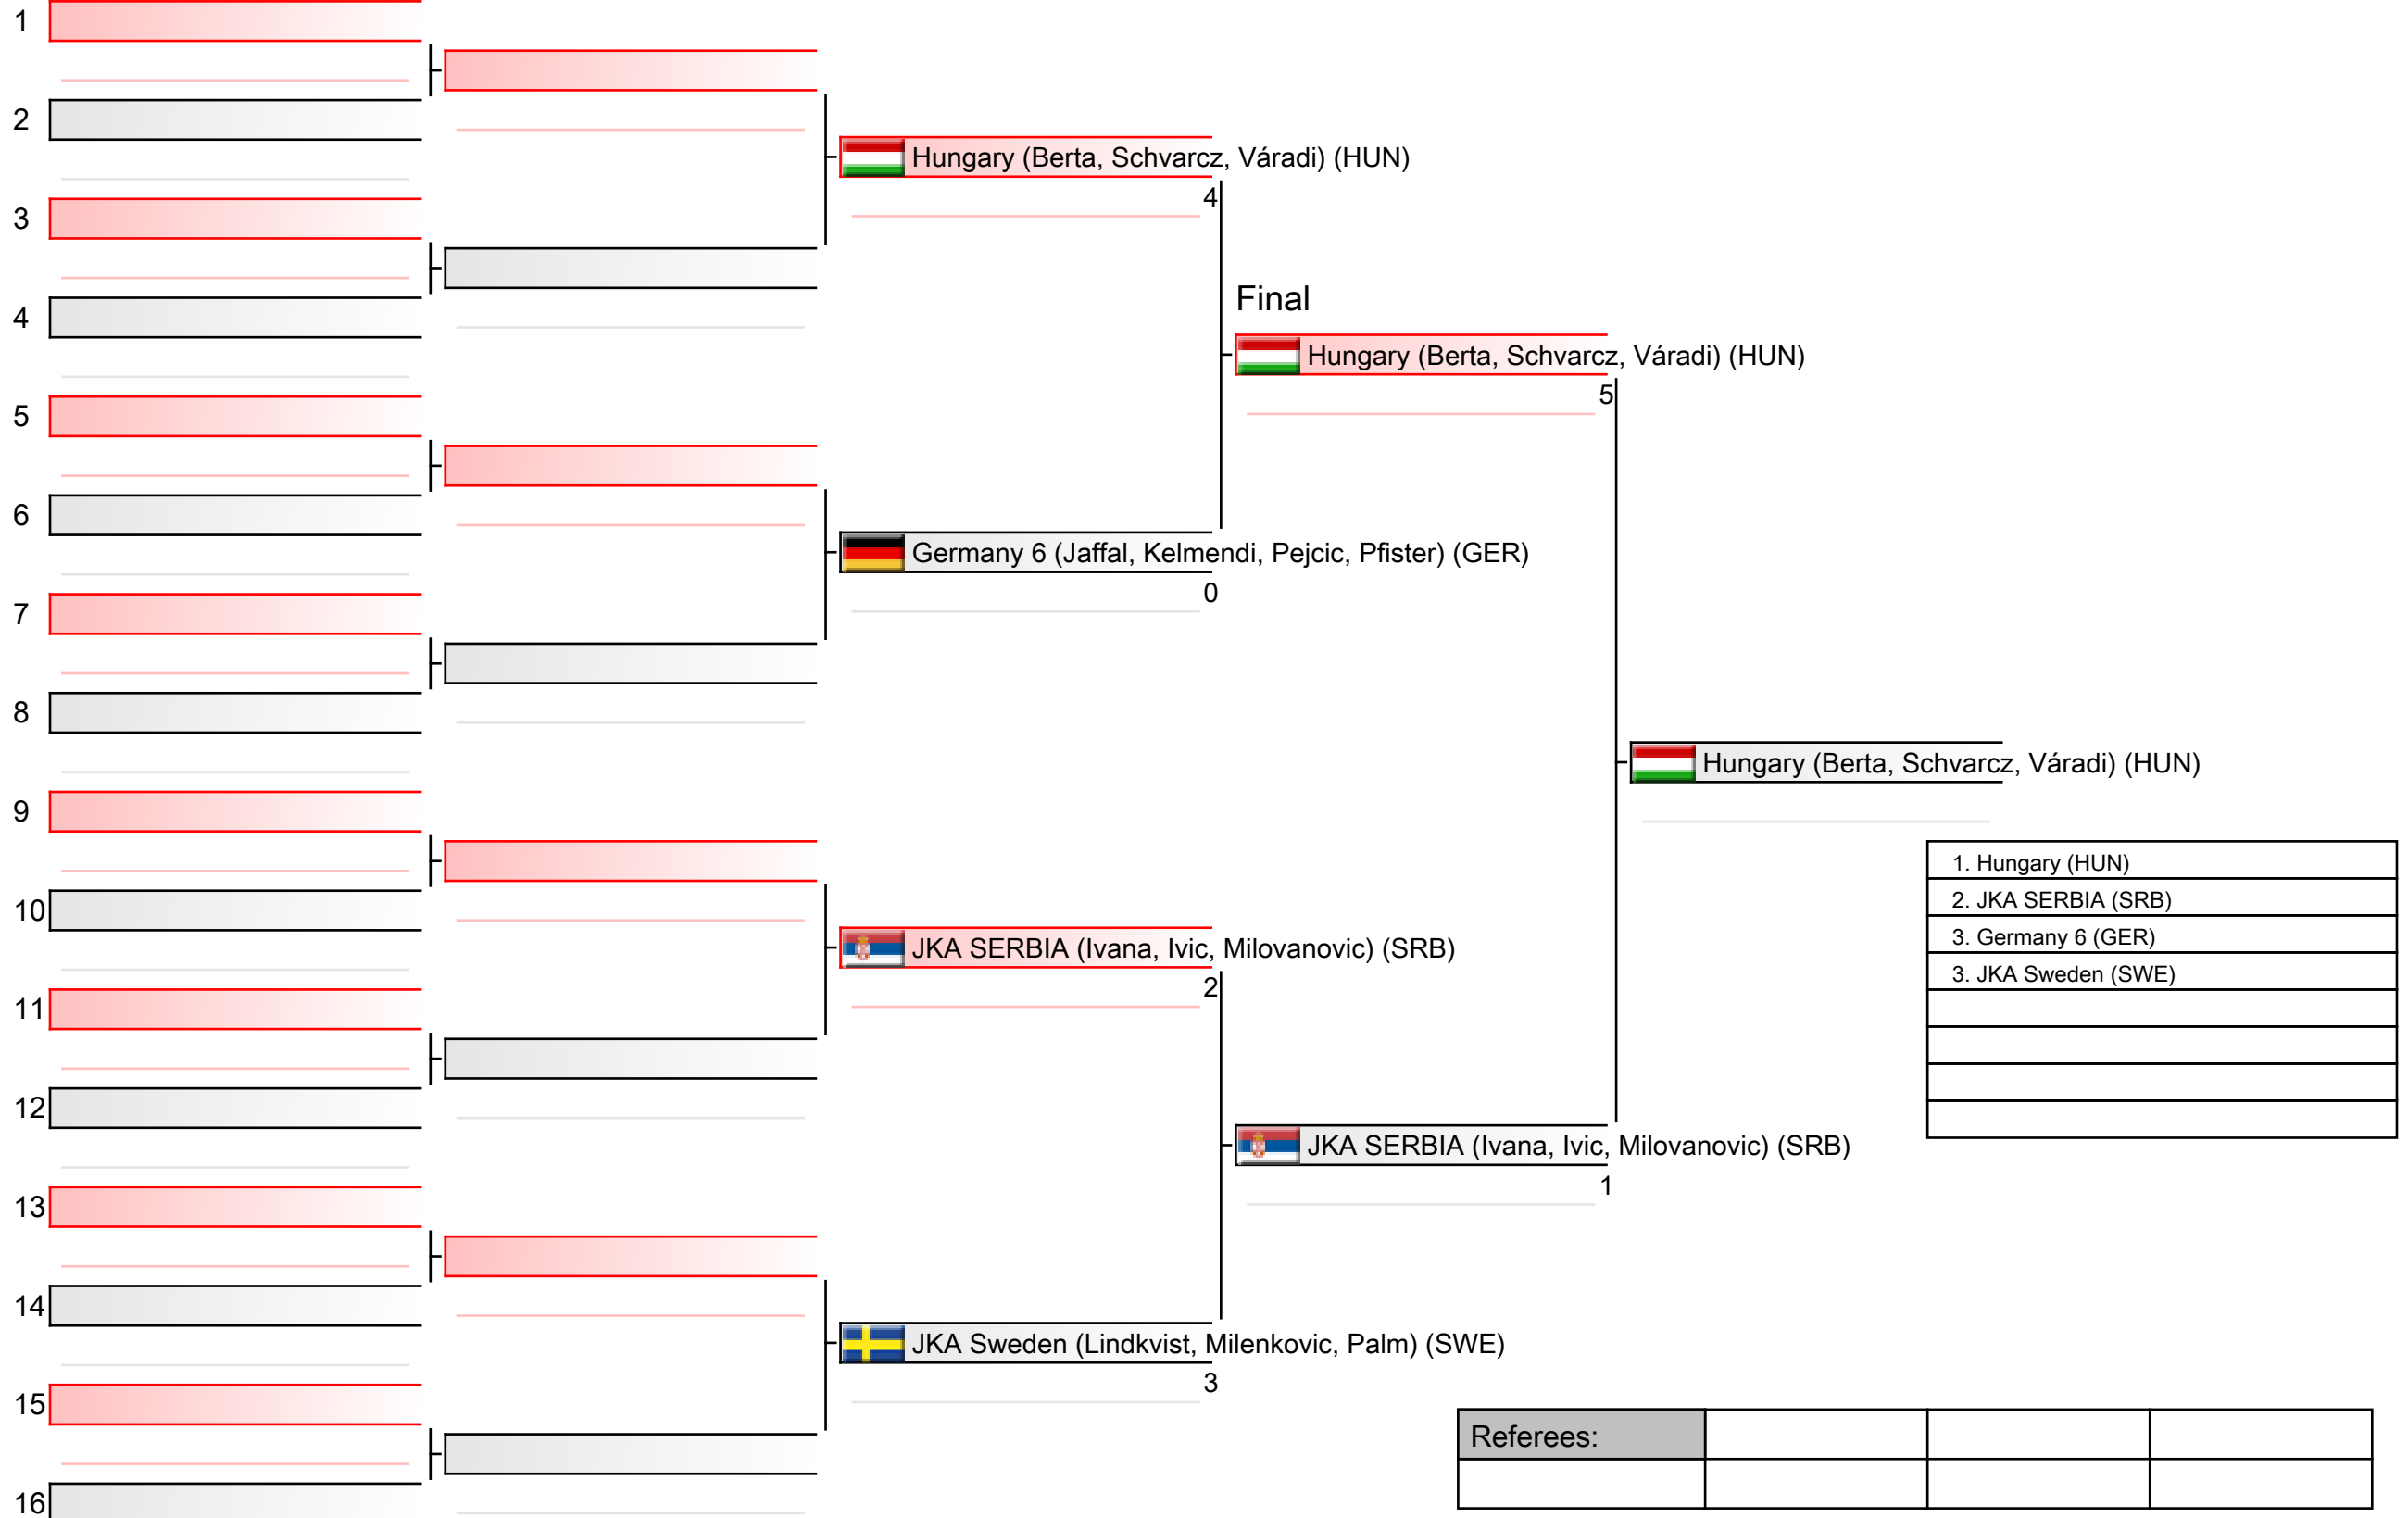 1
2
Hungary (Berta, Schvarcz, Váradi) (HUN)
4
3
Final
4
Hungary (Berta, Schvarcz, Váradi) (HUN)
5
5
6
Germany 6 (Jaffal, Kelmendi, Pejcic, Pfister) (GER)
0
7
8
Hungary (Berta, Schvarcz, Váradi) (HUN)
9
1. Hungary (HUN)
2. JKA SERBIA (SRB)
3. Germany 6 (GER)
3. JKA Sweden (SWE)
10
JKA SERBIA (Ivana, Ivic, Milovanovic) (SRB)
2
11
12
JKA SERBIA (Ivana, Ivic, Milovanovic) (SRB)
1
13
14
JKA Sweden (Lindkvist, Milenkovic, Palm) (SWE)
3
15
Referees:
16